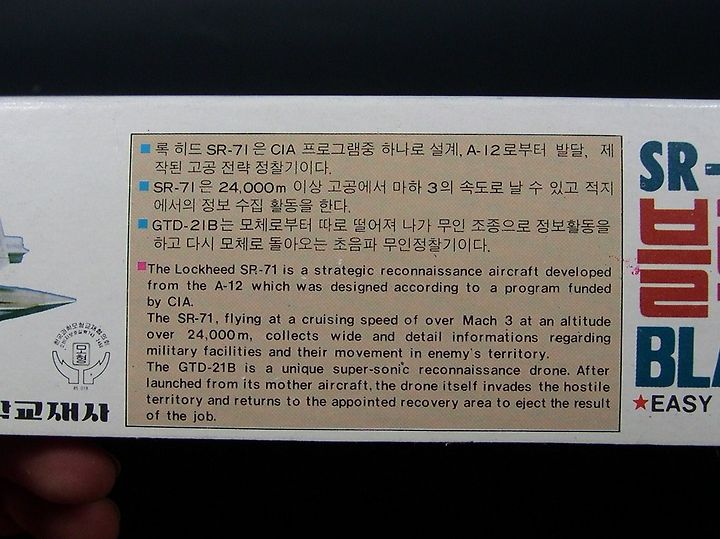 ■록 히드 SR-71은 CIA 프로그램중 하나로 설계, A-12로부터 발달, 제
작된 고공 전략 정찰기이다.
■SR-71은 24,000m 이상 고공에서 마하 3의 속도로 날 수 있고 적지
에서의 정보 수집 활동을 한다.
■GTD-21B는 모체로부터 따로 떨어져 나가 무인 조종으로 정보활동을
하고 다시 모체로 돌아오는 초음파 무인정찰기이다.
■The Lockheed SR-71 is a strategic reconnaissance aircraft developed
from the A-12 which was designed according to a program funded
by CIA.
The SR-71, flying at a cruising speed of over Mach 3 at an altitude
over 24,000m, collects wide and detail informations regarding
military facilities and their movement in enemy's territory.
The GTD-21B is a unique super-sonic reconnaissance drone. After
launched from its mother aircraft, the drone itself invades the hostile
territory and returns to the appointed recovery area to eject the result
of the job.
모형
교재사
SR-
블
BLA
★EASY